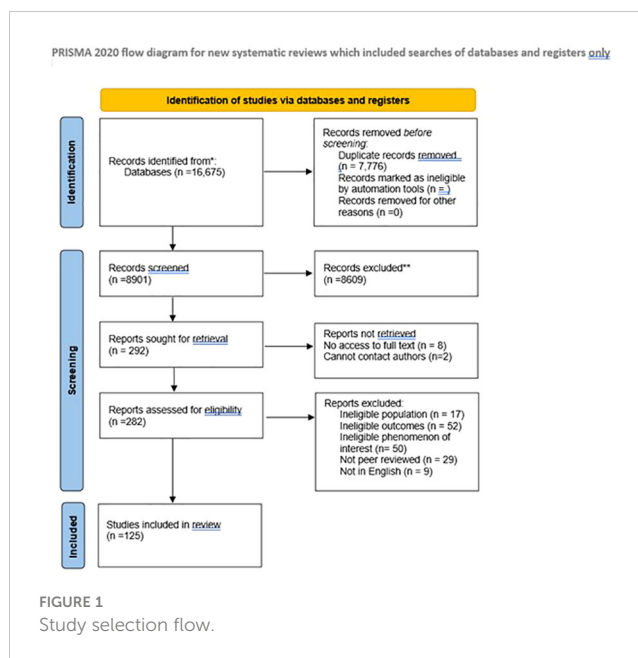 PRISMA 2020 flow diagram for new systematic reviews which included searches of databases and registers only
Identification of studies via databases and registers
Identification
Records identified from*:
Databases (n =16,675)
Records removed before
screening:
Duplicate records removed
(n = 7,776)
Records marked as ineligible
by automation tools (n = )
Records removed for other
reasons (n =0)
Screening
Records screened
(n =8901)
Records excluded**
(n =8609)
Reports sought for retrieval
(n = 292)
Reports not retrieved
No access to full text (n = 8)
Cannot contact authors (n=2)
Reports assessed for eligibility
(n =282)
Reports excluded:
Ineligible population (n = 17)
Ineligible outcomes (n = 52)
Ineligible phenomenon of
interest (n= 50)
Not peer reviewed (n = 29)
Not in English (n = 9)
Included
Studies included in review
(n =125)
FIGURE 1
Study selection flow.